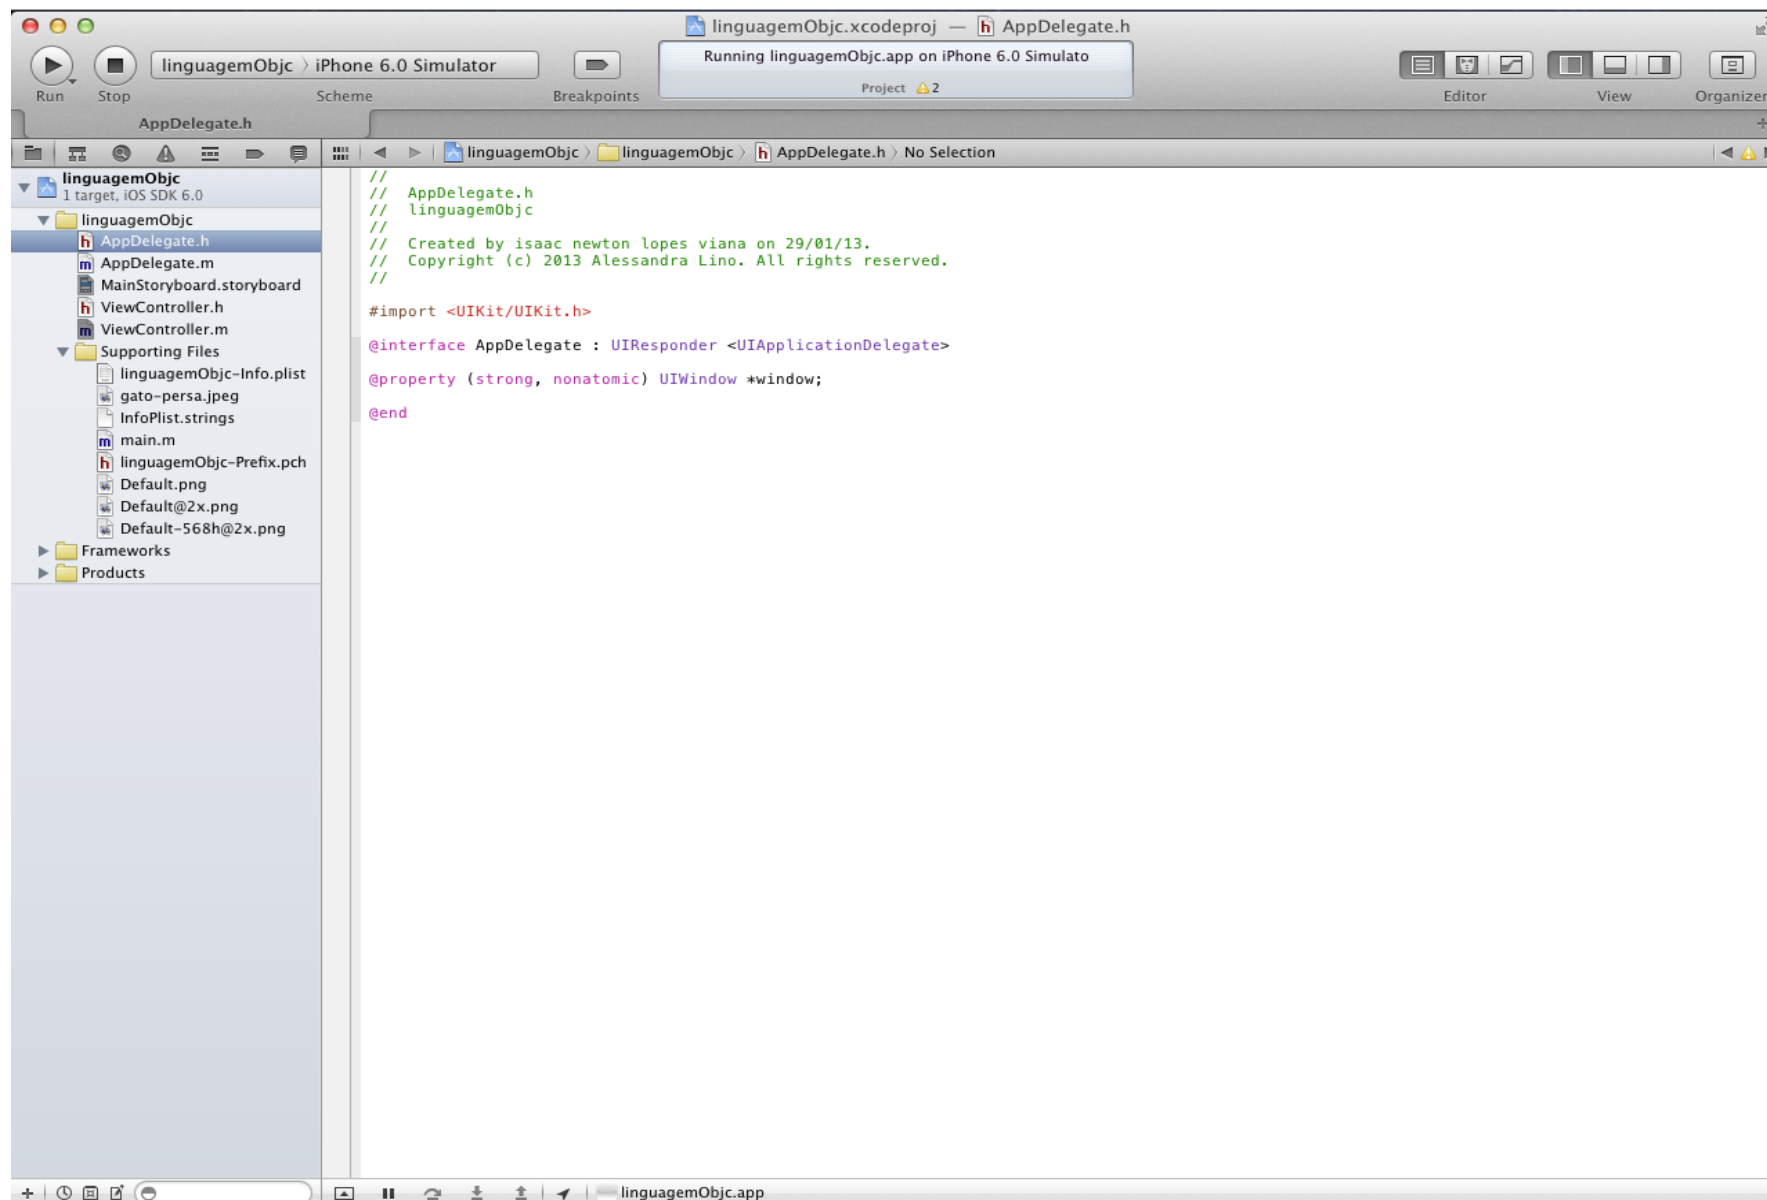 linguagemObjc.xcodeproj — h AppDelegate.h
linguagemObjc 〉 iPhone 6.0 Simulator
Running linguagemObjc.app on iPhone 6.0 Simulato
Project 2
Run Stop Scheme Breakpoints Editor View Organizer
AppDelegate.h
linguagemObjc 〉 linguagemObjc 〉 h AppDelegate.h 〉 No Selection
linguagemObjc
1 target, iOS SDK 6.0
linguagemObjc
h AppDelegate.h
m AppDelegate.m
MainStoryboard.storyboard
h ViewController.h
m ViewController.m
Supporting Files
linguagemObjc-Info.plist
gato-persa.jpeg
InfoPlist.strings
m main.m
h linguagemObjc-Prefix.pch
Default.png
Default@2x.png
Default-568h@2x.png
Frameworks
Products
//
// AppDelegate.h
// linguagemObjc
//
// Created by isaac newton lopes viana on 29/01/13.
// Copyright (c) 2013 Alessandra Lino. All rights reserved.
//
#import <UIKit/UIKit.h>
@interface AppDelegate : UIResponder <UIApplicationDelegate>
@property (strong, nonatomic) UIWindow *window;
@end
linguagemObjc.app